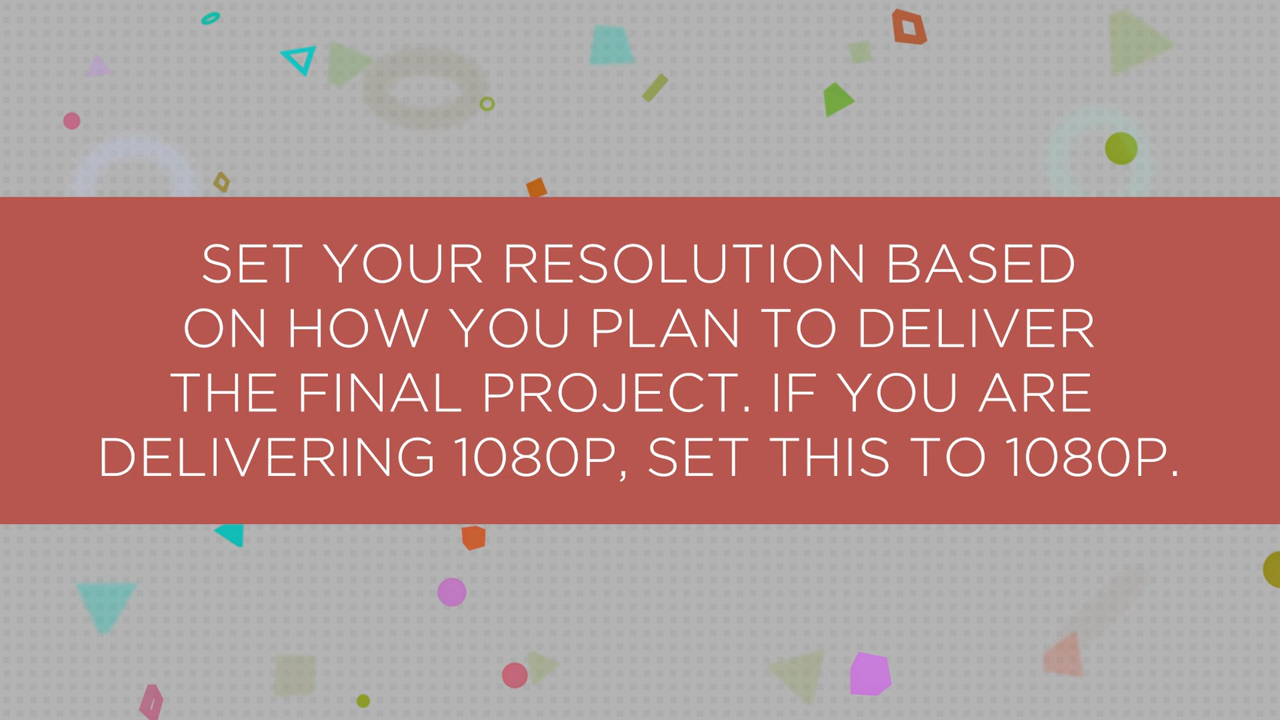 SET YOUR RESOLUTION BASED
ON HOW YOU PLAN TO DELIVER
THE FINAL PROJECT. IF YOU ARE
DELIVERING 1080P, SET THIS TO 1080P.